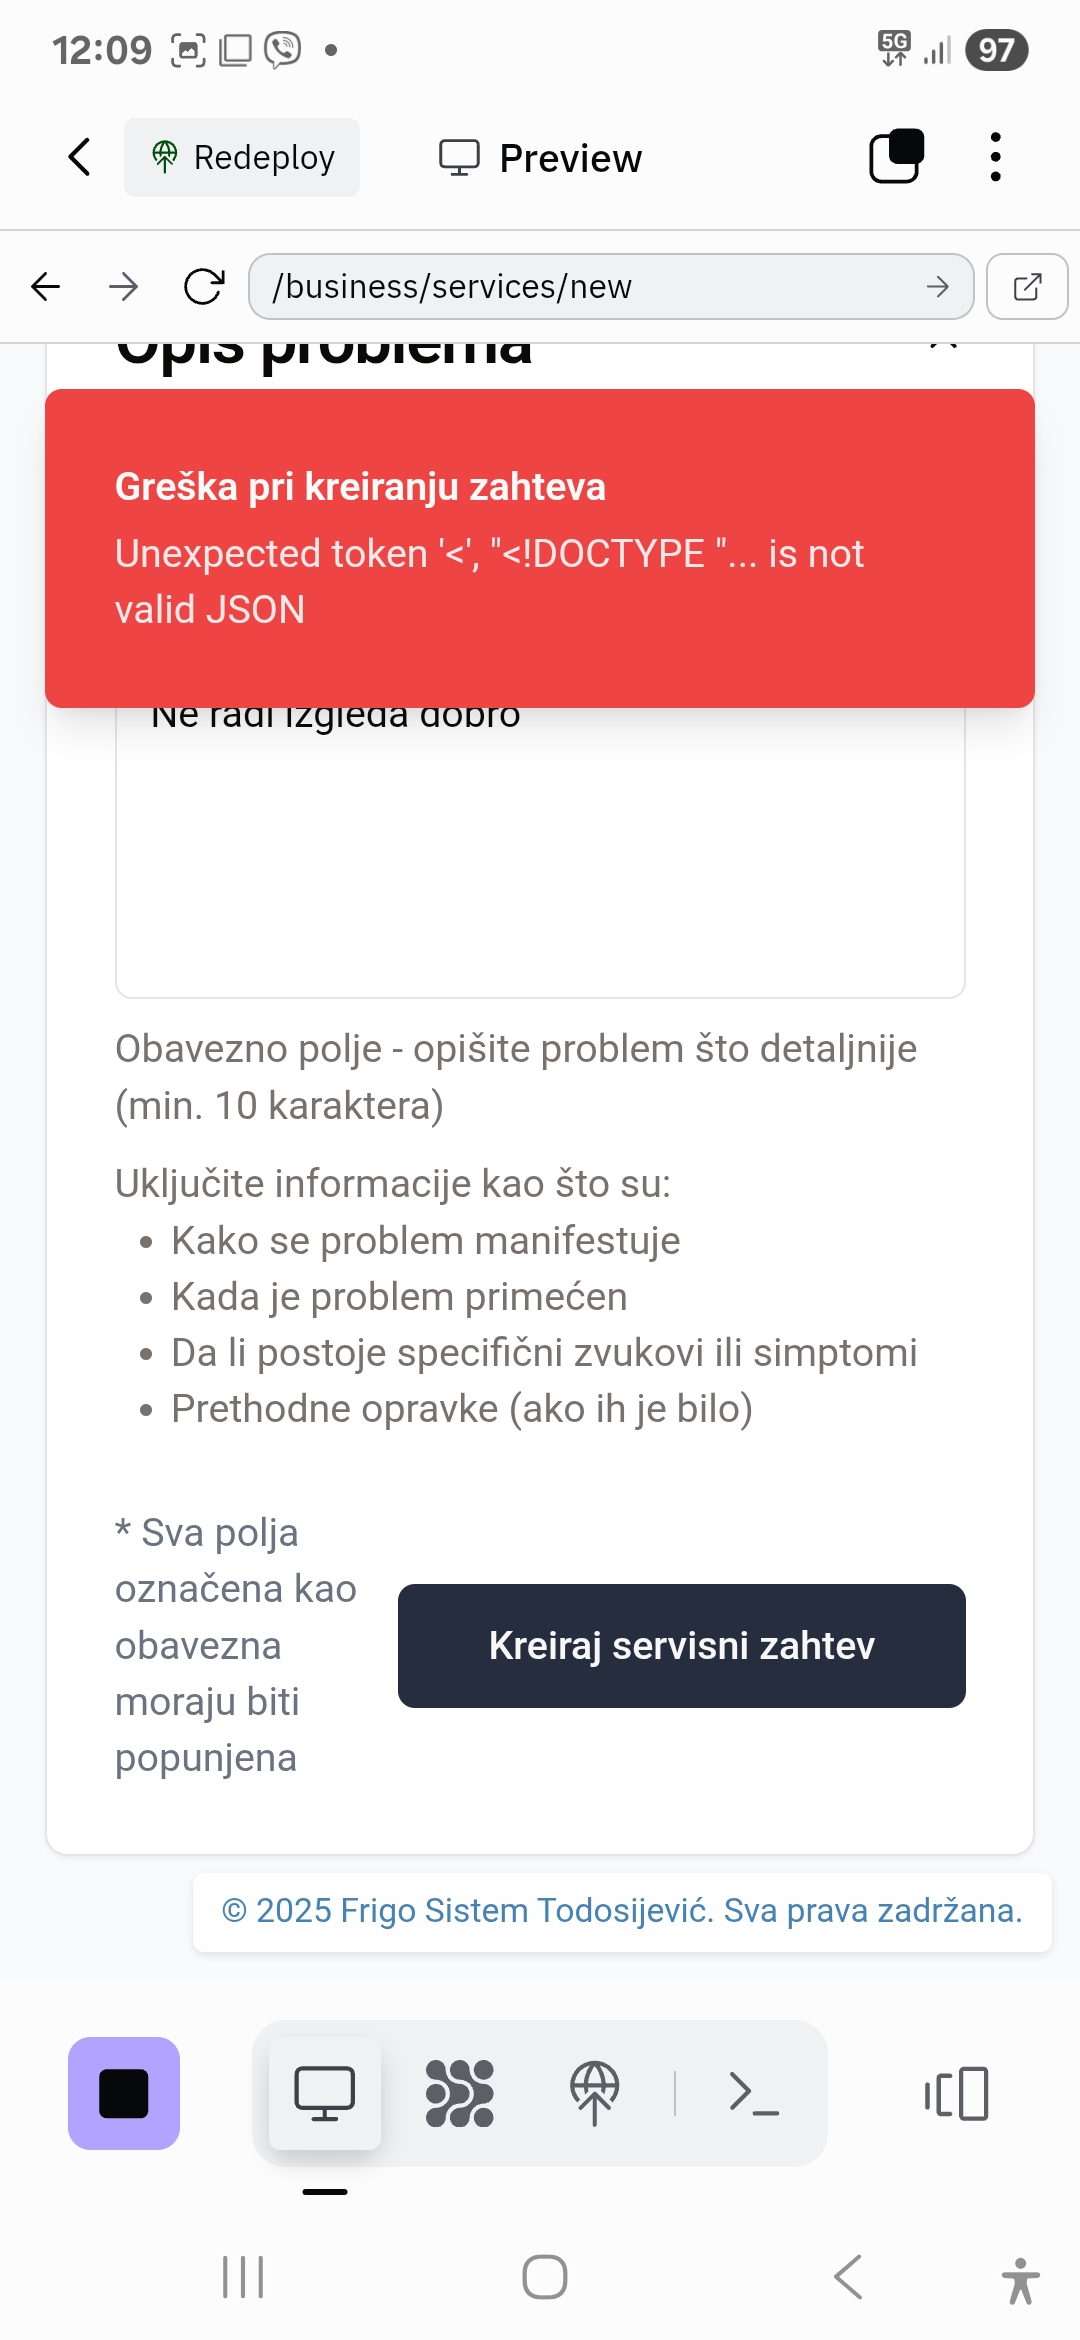 12:09
5G
97
Redeploy
Preview
/business/services/new
Opis problema
Greška pri kreiranju zahteva
Unexpected token '<', "<!DOCTYPE "... is not
valid JSON
Ne radi izgleda dobro
Obavezno polje - opišite problem što detaljnije
(min. 10 karaktera)
Uključite informacije kao što su:
• Kako se problem manifestuje
• Kada je problem primećen
• Da li postoje specifični zvukovi ili simptomi
• Prethodne opravke (ako ih je bilo)
* Sva polja
označena kao
obavezna
moraju biti
popunjena
Kreiraj servisni zahtev
© 2025 Frigo Sistem Todosijević. Sva prava zadržana.